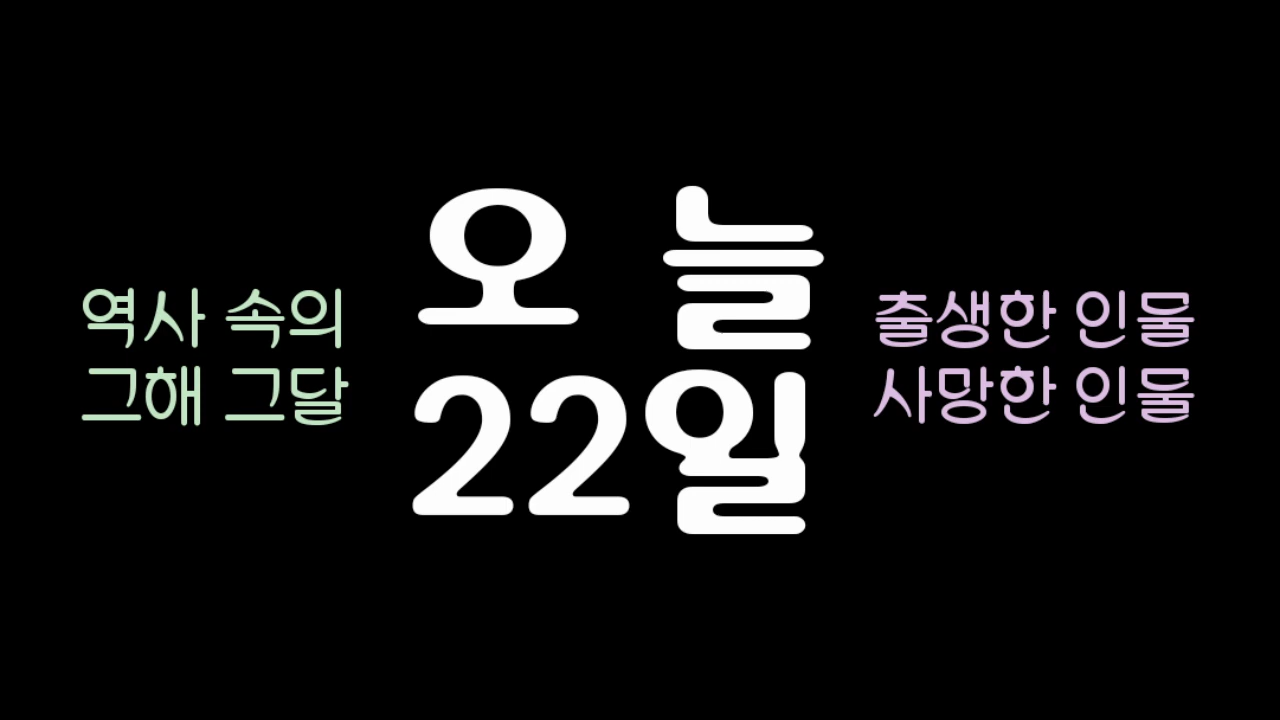 역사 속의
그해 그달
오 늘
22일
출생한 인물
사망한 인물